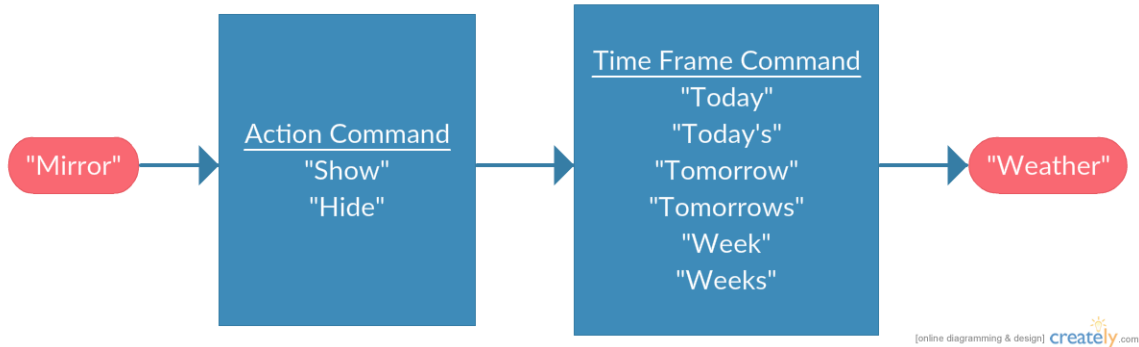 "Mirror"
Action Command
"Show"
"Hide"
Time Frame Command
"Today"
"Today's"
"Tomorrow"
"Tomorrows"
"Week"
"Weeks"
"Weather"
[online diagramming & design] creately.com